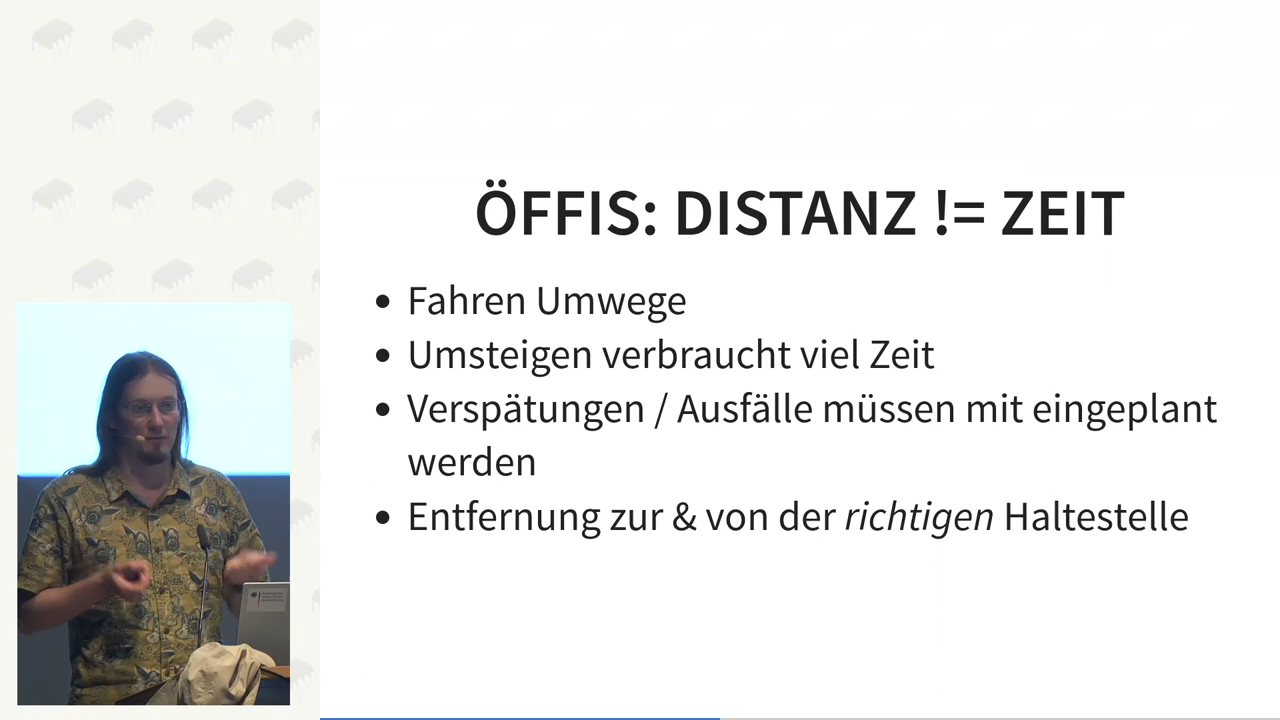 ÖFFIS: DISTANZ != ZEIT
Fahren Umwege
Umsteigen verbraucht viel Zeit
Verspätungen / Ausfälle müssen mit eingeplant
werden
Entfernung zur & von der richtigen Haltestelle